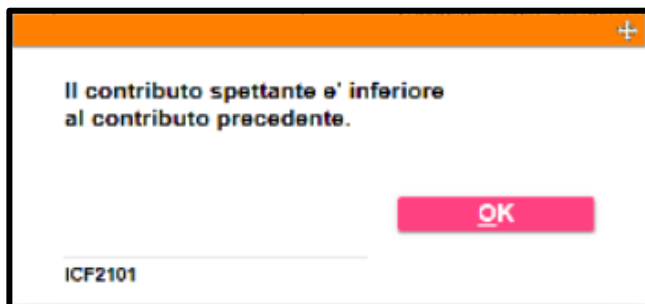 Il contributo spettante e' inferiore
al contributo precedente.
OK
ICF2101